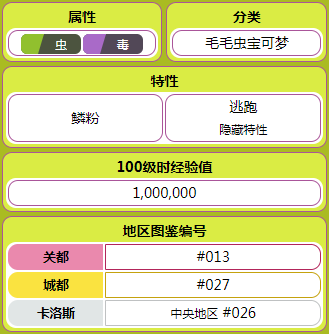 属性 分类
虫 毒 毛毛虫宝可梦
特性
鳞粉 逃跑
隐藏特性
100级时经验值
1,000,000
地区图鉴编号
关都 #013
城都 #027
卡洛斯 中央地区 #026